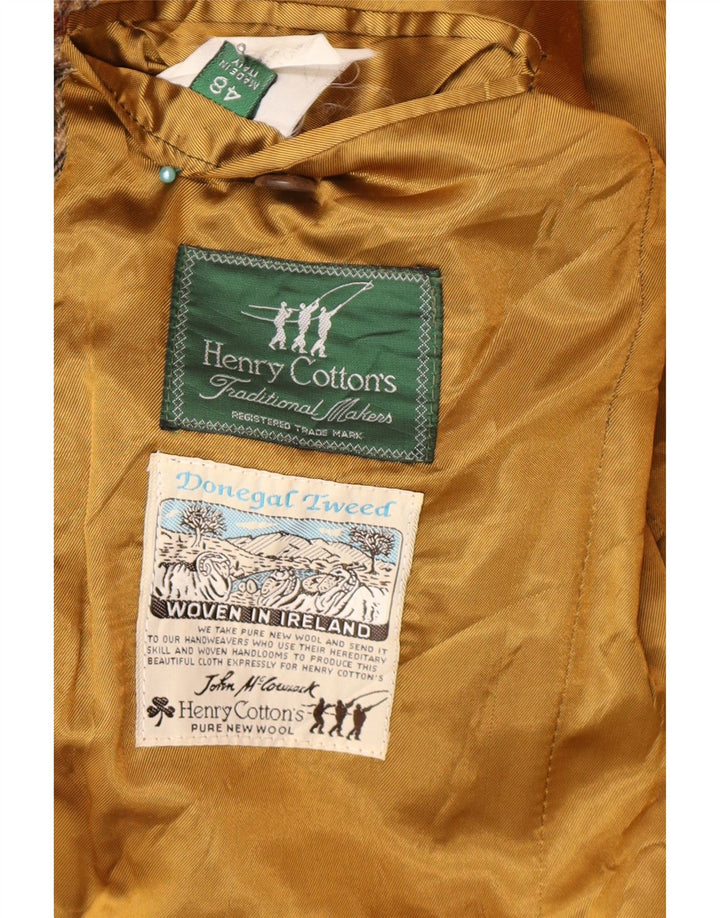 MADE IN
ITALY
48
Henry Cotton's
Traditional Makers
REGISTERED TRADE MARK
Donegal Tweed
WOVEN IN IRELAND
WE TAKE PURE NEW WOOL AND SEND IT
TO OUR HANDWEAVERS WHO USE THEIR HEREDITARY
SKILL AND WOVEN HANDLOOMS TO PRODUCE THIS
BEAUTIFUL CLOTH EXPRESSLY FOR HENRY COTTON'S
John McCormack
Henry Cotton's
PURE NEW WOOL